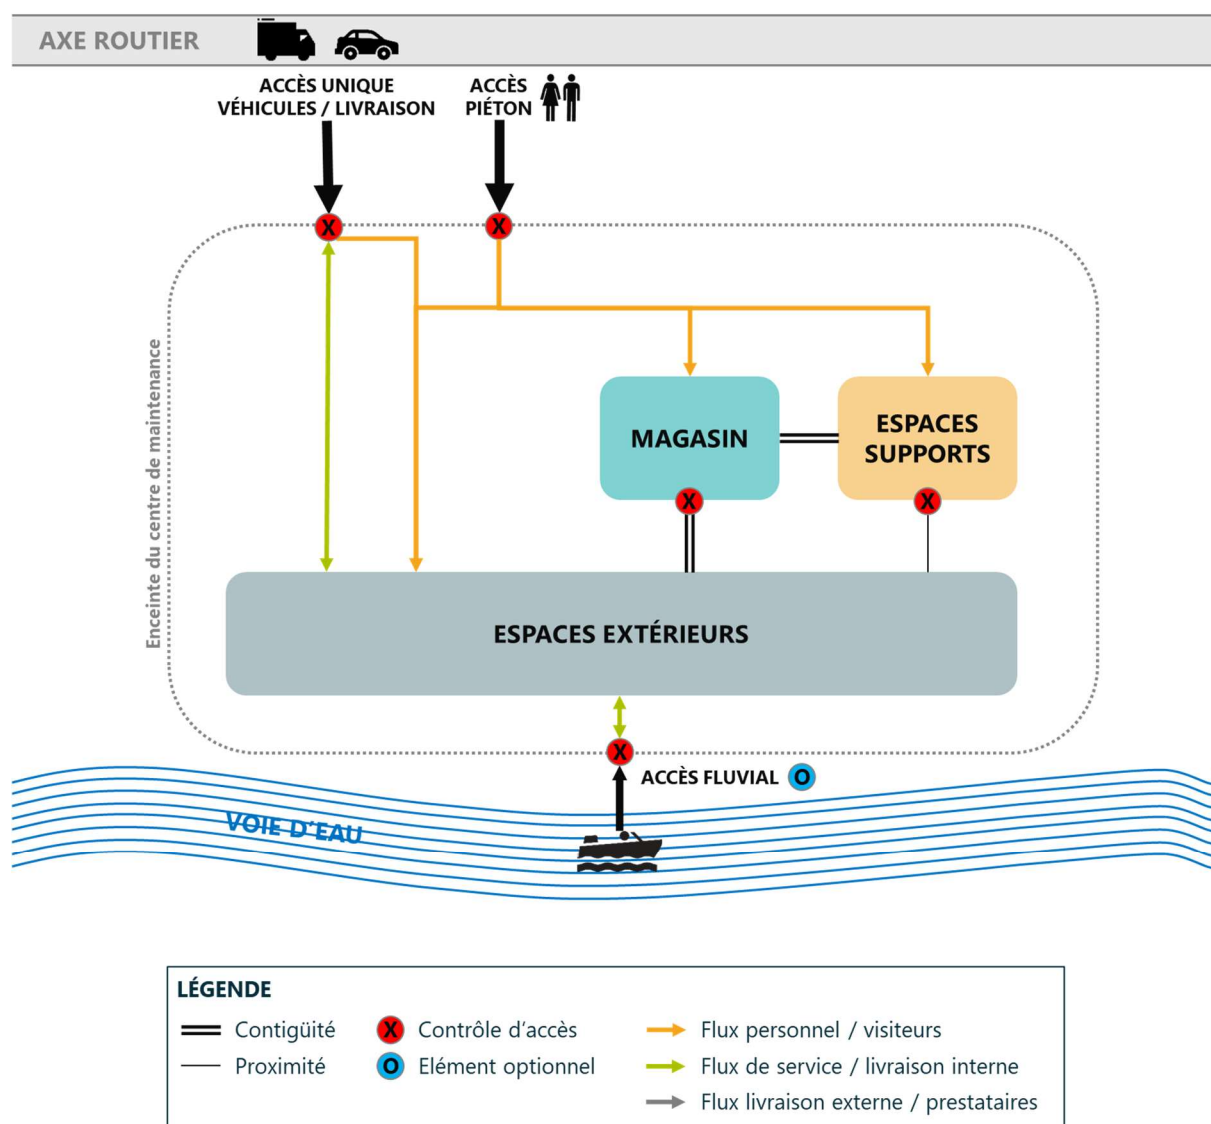 AXE ROUTIER
ACCÈS UNIQUE
VÉHICULES / LIVRAISON
ACCÈS
PIÉTON
X
X
Enceinte du centre de maintenance
MAGASIN
ESPACES
SUPPORTS
X
X
ESPACES EXTÉRIEURS
X
ACCÈS FLUVIAL O
VOIE D'EAU
LÉGENDE
Contigüité
X Contrôle d'accès
Flux personnel / visiteurs
Proximité
O Elément optionnel
Flux de service / livraison interne
Flux livraison externe / prestataires